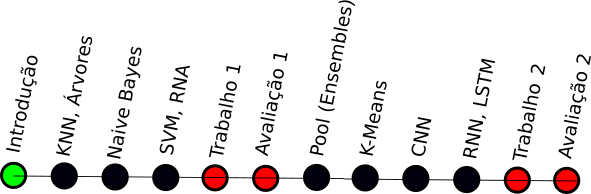 Introdução
KNN, Árvores
Naive Bayes
SVM, RNA
Trabalho 1
Avaliação 1
Pool (Ensembles)
K-Means
CNN
RNN, LSTM
Trabalho 2
Avaliação 2